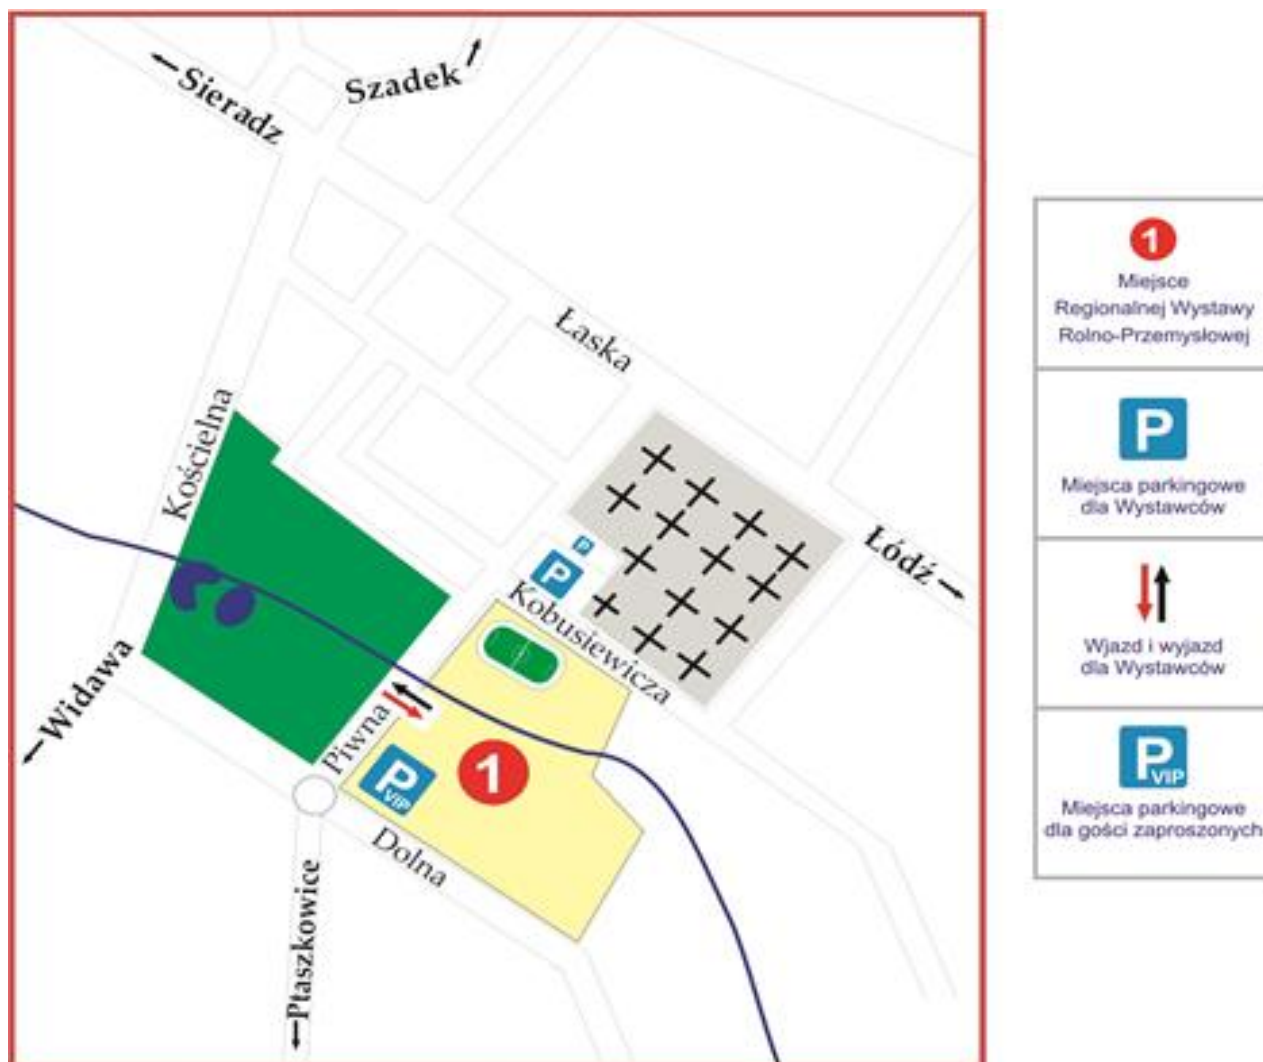 Sieradz
Szadek
Łaska
Kościelna
Łódź
P
P
Kobusiewicza
Widawa
Piwna
1
P
VIP
Dolna
Ptaszkowice
1
Miejsce
Regionalnej Wystawy
Rolno-Przemysłowej
P
Miejsca parkingowe
dla Wystawców
Wjazd i wyjazd
dla Wystawców
P
VIP
Miejsca parkingowe
dla gości zaproszonych